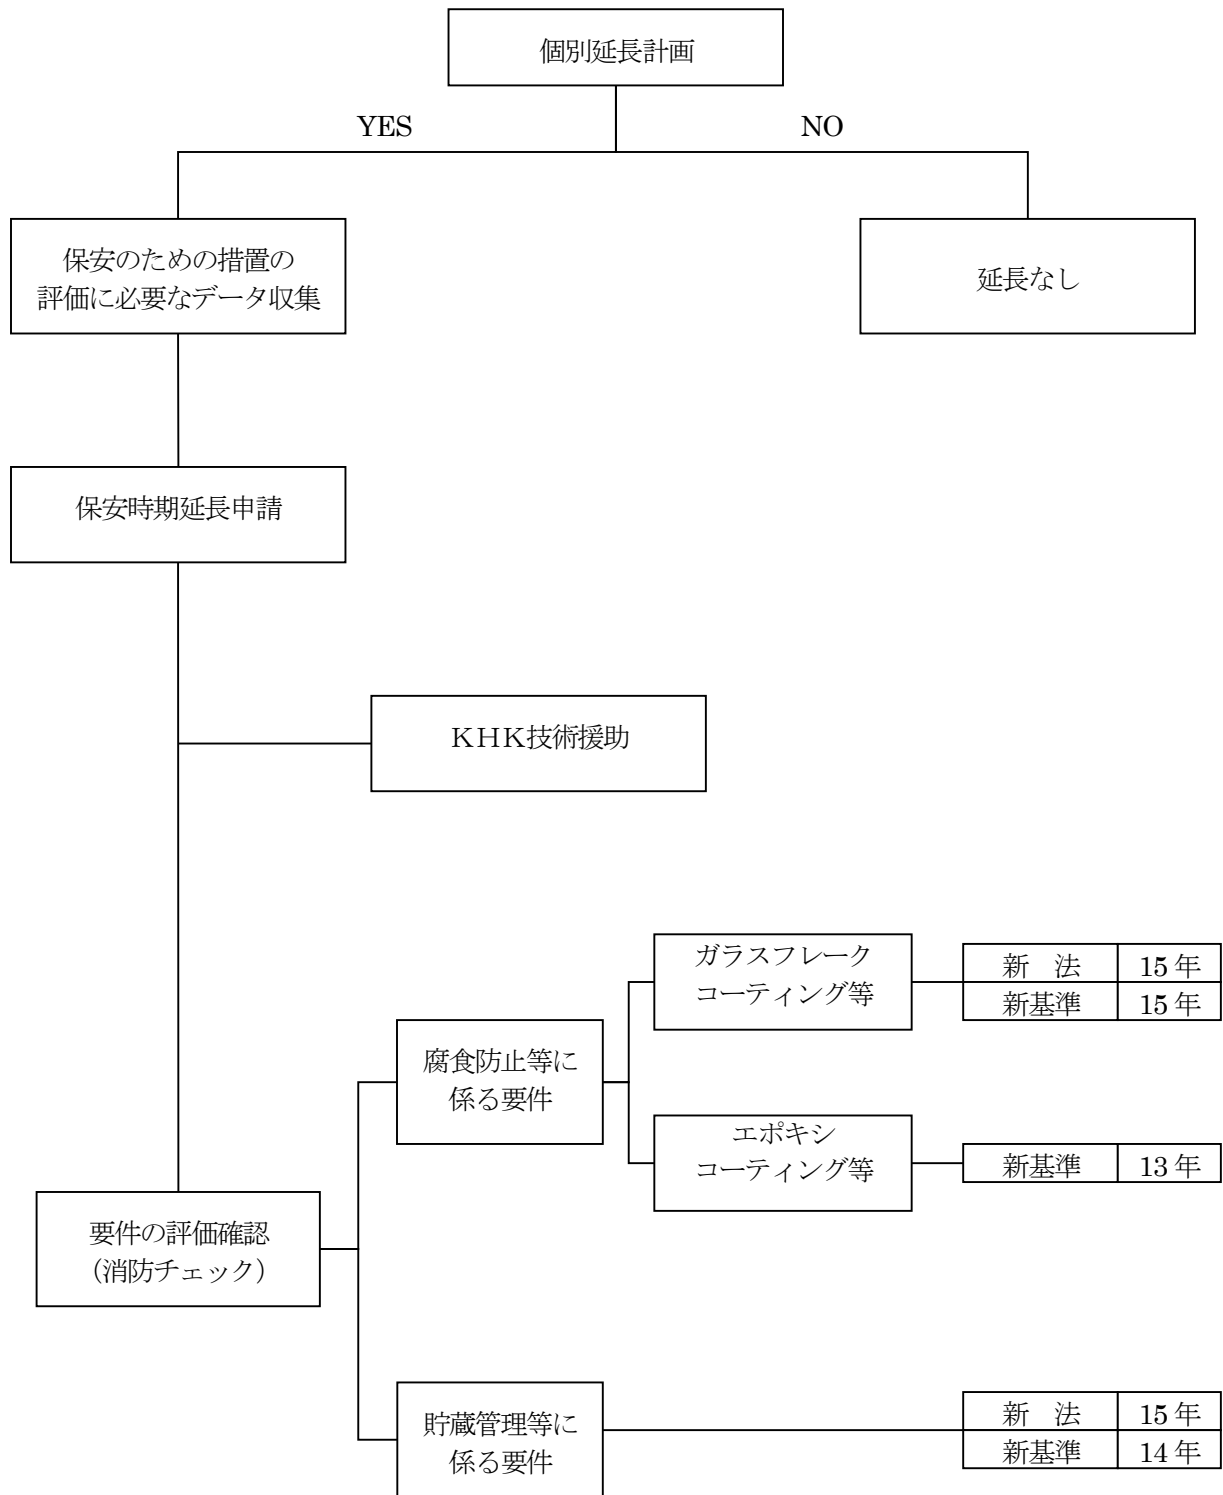 個別延長計画
YES
NO
保安のための措置の
評価に必要なデータ収集
延長なし
保安時期延長申請
ＫＨＫ技術援助
ガラスフレーク
コーティング等
新　法 15年
新基準 15年
腐食防止等に
係る要件
エポキシ
コーティング等
新基準 13年
要件の評価確認
（消防チェック）
貯蔵管理等に
係る要件
新　法 15年
新基準 14年